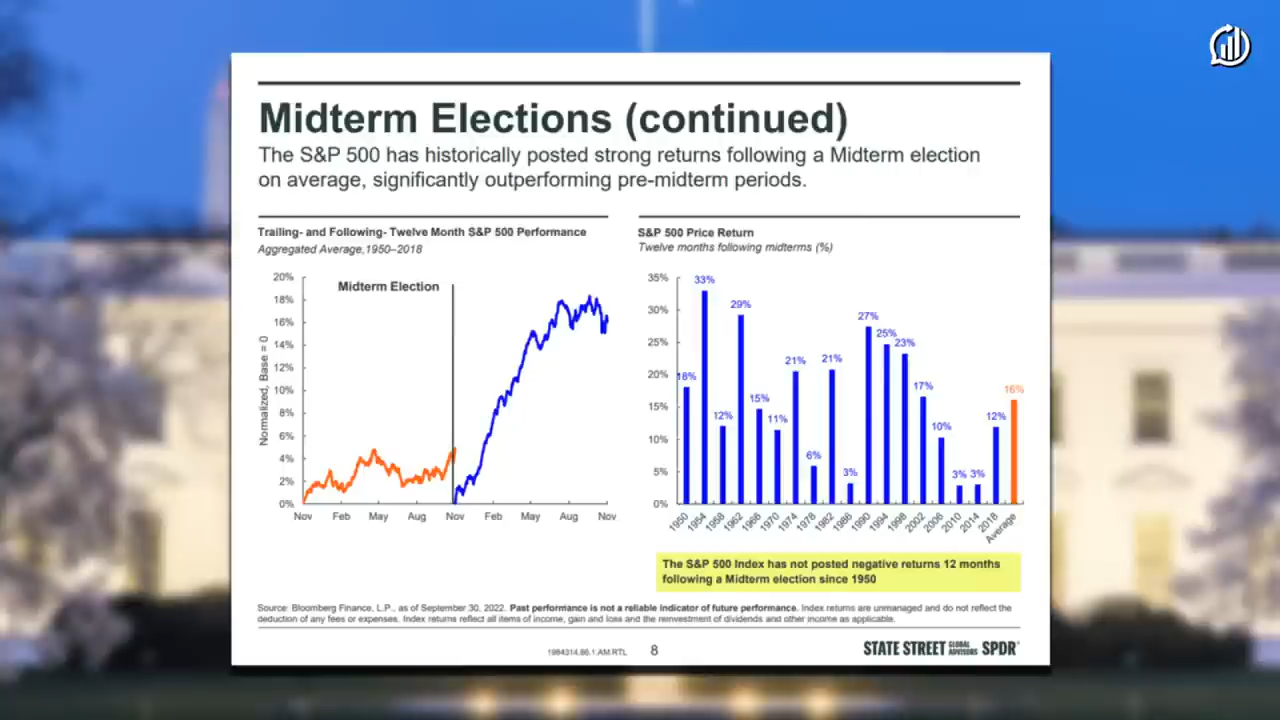 Midterm Elections (continued)
The S&P 500 has historically posted strong returns following a Midterm election
on average, significantly outperforming pre-midterm periods.
Trailing- and Following- Twelve Month S&P 500 Performance
Aggregated Average,1950–2018
Normalized, Base = 0
20%
18%
16%
14%
12%
10%
8%
6%
4%
2%
0%
Midterm Election
Nov
Feb
May
Aug
Nov
Feb
May
Aug
Nov
S&P 500 Price Return
Twelve months following midterms (%)
35%
30%
25%
20%
15%
10%
5%
0%
18%
33%
12%
29%
15%
11%
21%
6%
21%
3%
27%
25%
23%
17%
10%
3%
3%
12%
16%
1950
1954
1958
1962
1966
1970
1974
1978
1982
1986
1990
1994
1998
2002
2006
2010
2014
2018
Average
The S&P 500 Index has not posted negative returns 12 months
following a Midterm election since 1950
Source: Bloomberg Finance, L.P., as of September 30, 2022. Past performance is not a reliable indicator of future performance. Index returns are unmanaged and do not reflect the
deduction of any fees or expenses. Index returns reflect all items of income, gain and loss and the reinvestment of dividends and other income as applicable.
1984314.86.1.AM.RTL
8
STATE STREET GLOBAL ADVISORS SPDR®